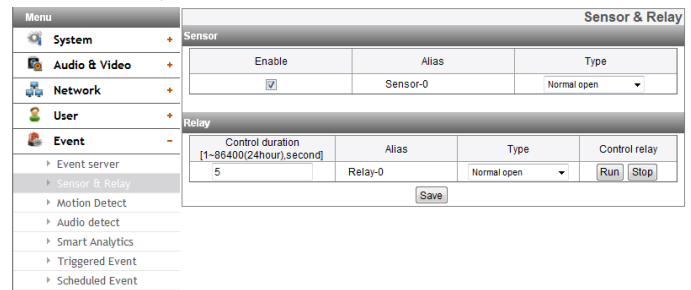 Menu
System +
Audio & Video +
Network +
User +
Event -
Event server
Sensor & Relay
Motion Detect
Audio detect
Smart Analytics
Triggered Event
Scheduled Event
Sensor & Relay
Sensor
Enable Alias Type
Sensor-0 Normal open
Relay
Control duration
[1~86400(24hour),second] Alias Type Control relay
5 Relay-0 Normal open Run Stop
Save